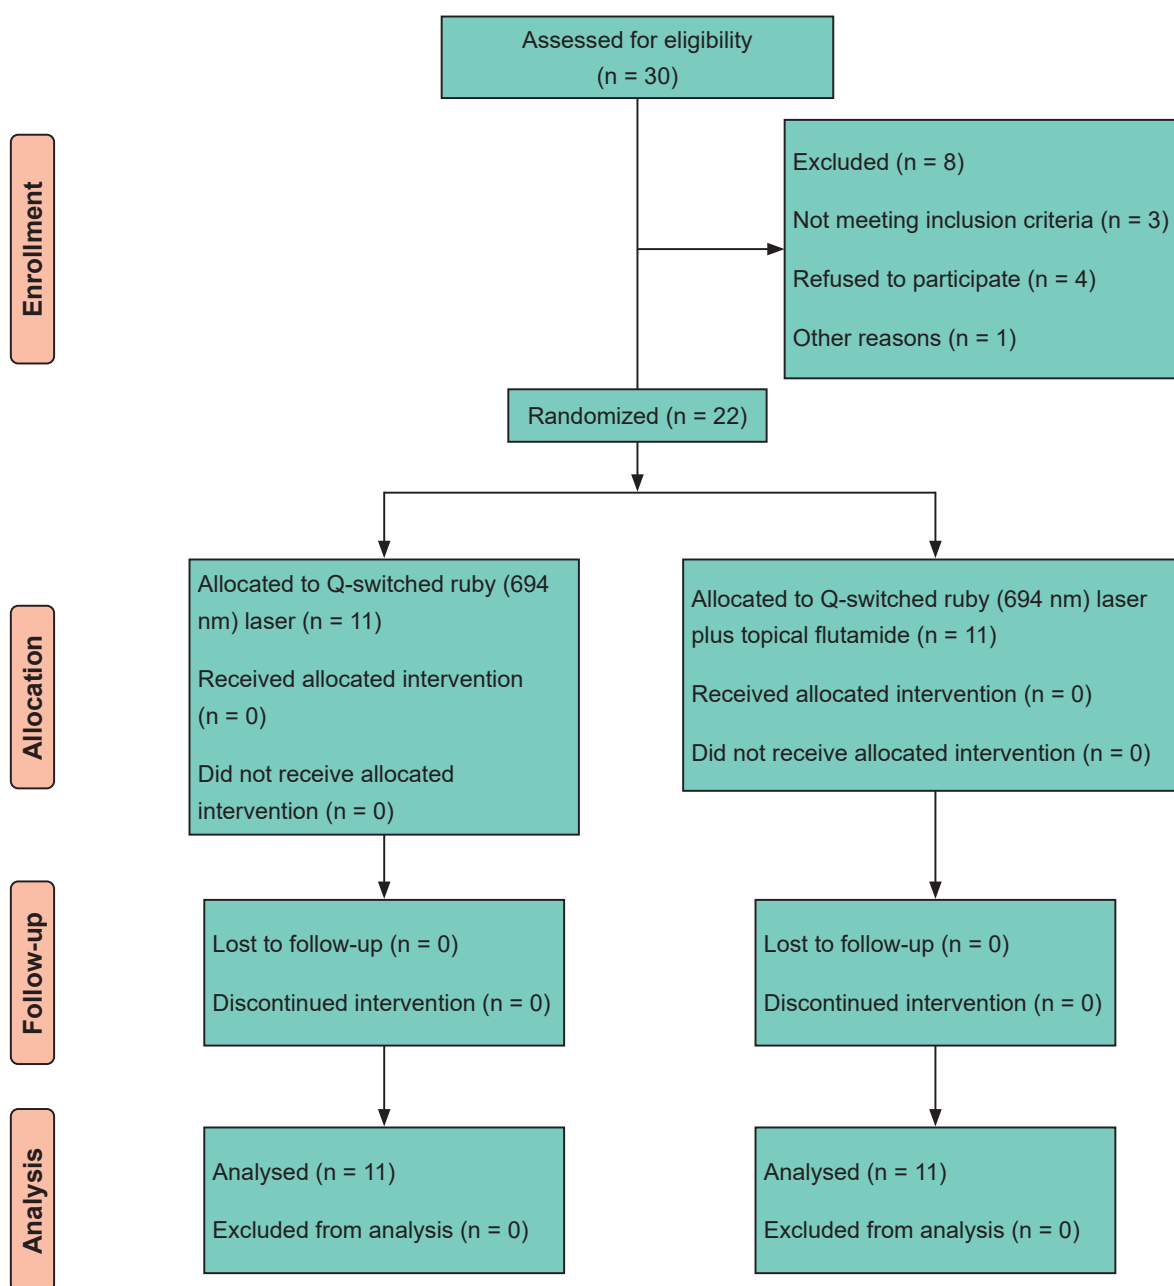 Assessed for eligibility
(n = 30)
Enrollment
Excluded (n = 8)
Not meeting inclusion criteria (n = 3)
Refused to participate (n = 4)
Other reasons (n = 1)
Randomized (n = 22)
Allocation
Allocated to Q-switched ruby (694
nm) laser (n = 11)
Received allocated intervention
(n = 0)
Did not receive allocated
intervention (n = 0)
Allocated to Q-switched ruby (694 nm) laser
plus topical flutamide (n = 11)
Received allocated intervention (n = 0)
Did not receive allocated intervention (n = 0)
Follow-up
Lost to follow-up (n = 0)
Discontinued intervention (n = 0)
Lost to follow-up (n = 0)
Discontinued intervention (n = 0)
Analysis
Analysed (n = 11)
Excluded from analysis (n = 0)
Analysed (n = 11)
Excluded from analysis (n = 0)